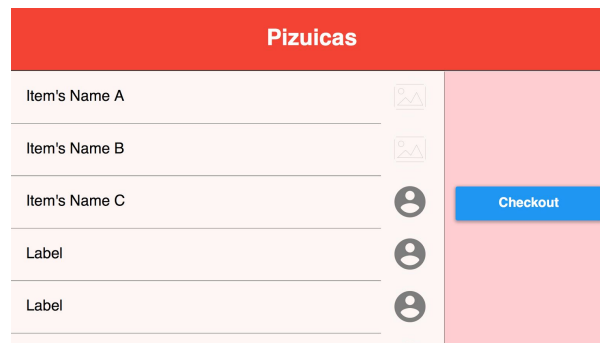 Pizuicas
Item's Name A
Item's Name B
Item's Name C
Checkout
Label
Label